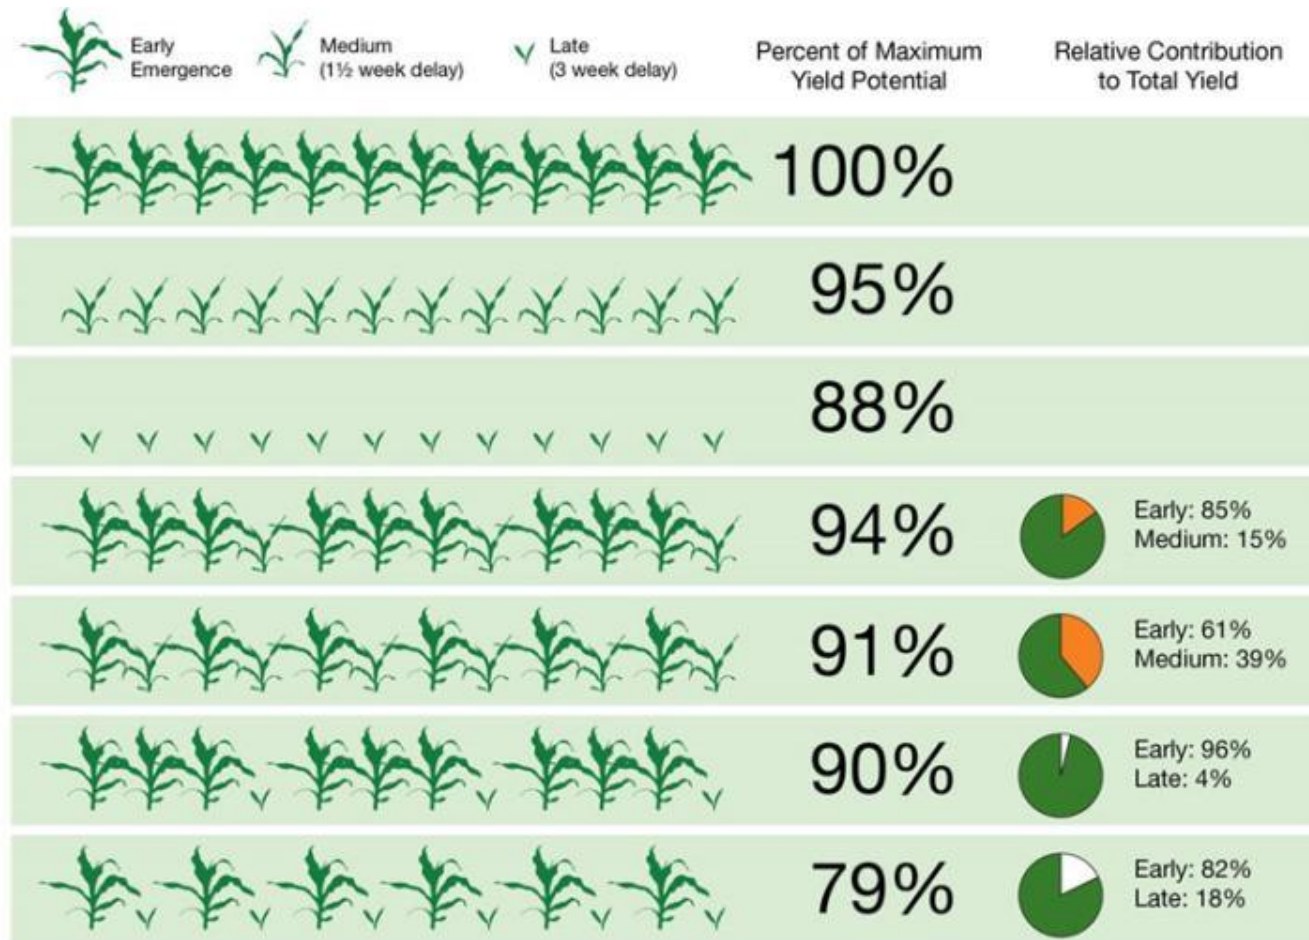 Early
Emergence
Medium
(1½ week delay)
Late
(3 week delay)
Percent of Maximum
Yield Potential
Relative Contribution
to Total Yield
100%
95%
88%
94%
Early: 85%
Medium: 15%
91%
Early: 61%
Medium: 39%
90%
Early: 96%
Late: 4%
79%
Early: 82%
Late: 18%